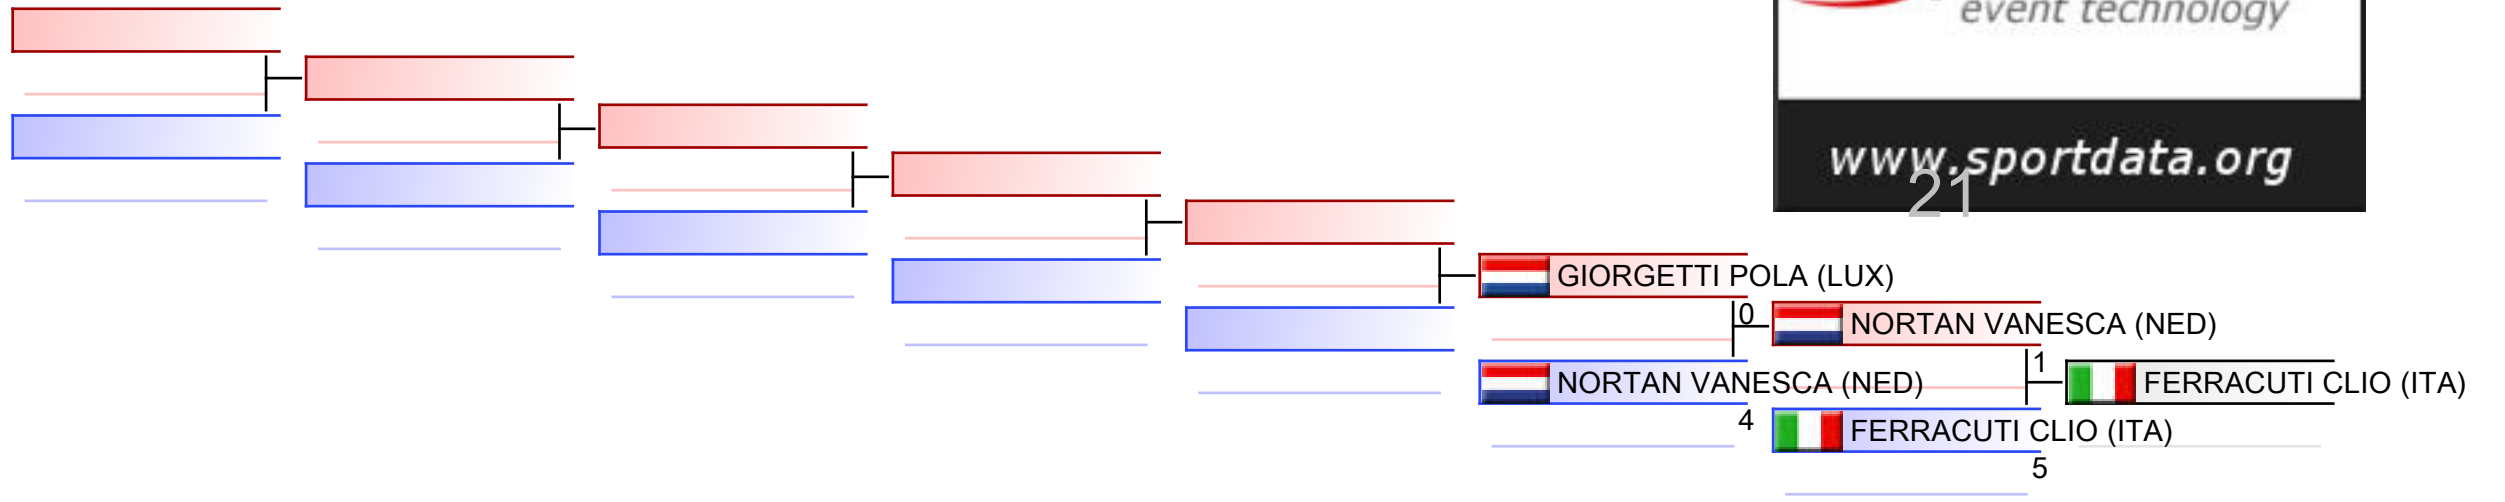 event technology
www.sportdata.org
21
GIORGETTI POLA (LUX)
0
NORTAN VANESCA (NED)
1
NORTAN VANESCA (NED)
FERRACUTI CLIO (ITA)
4
FERRACUTI CLIO (ITA)
5